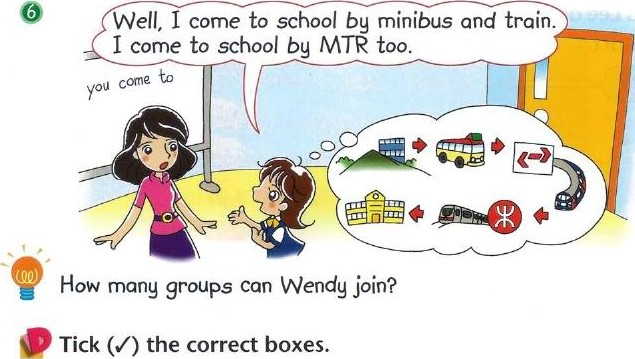 6
Well, I come to school by minibus and train.
I come to school by MTR too.
you come to
How many groups can Wendy join?
Tick (✓) the correct boxes.